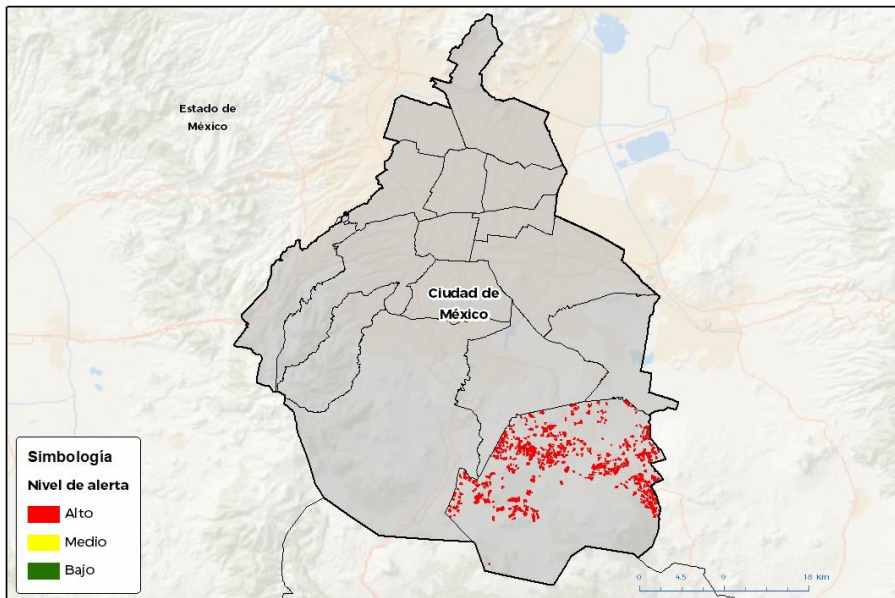 Estado de
México
Ciudad de
México
Simbología
Nivel de alerta
Alto
Medio
Bajo
0 4.5 9 18 km